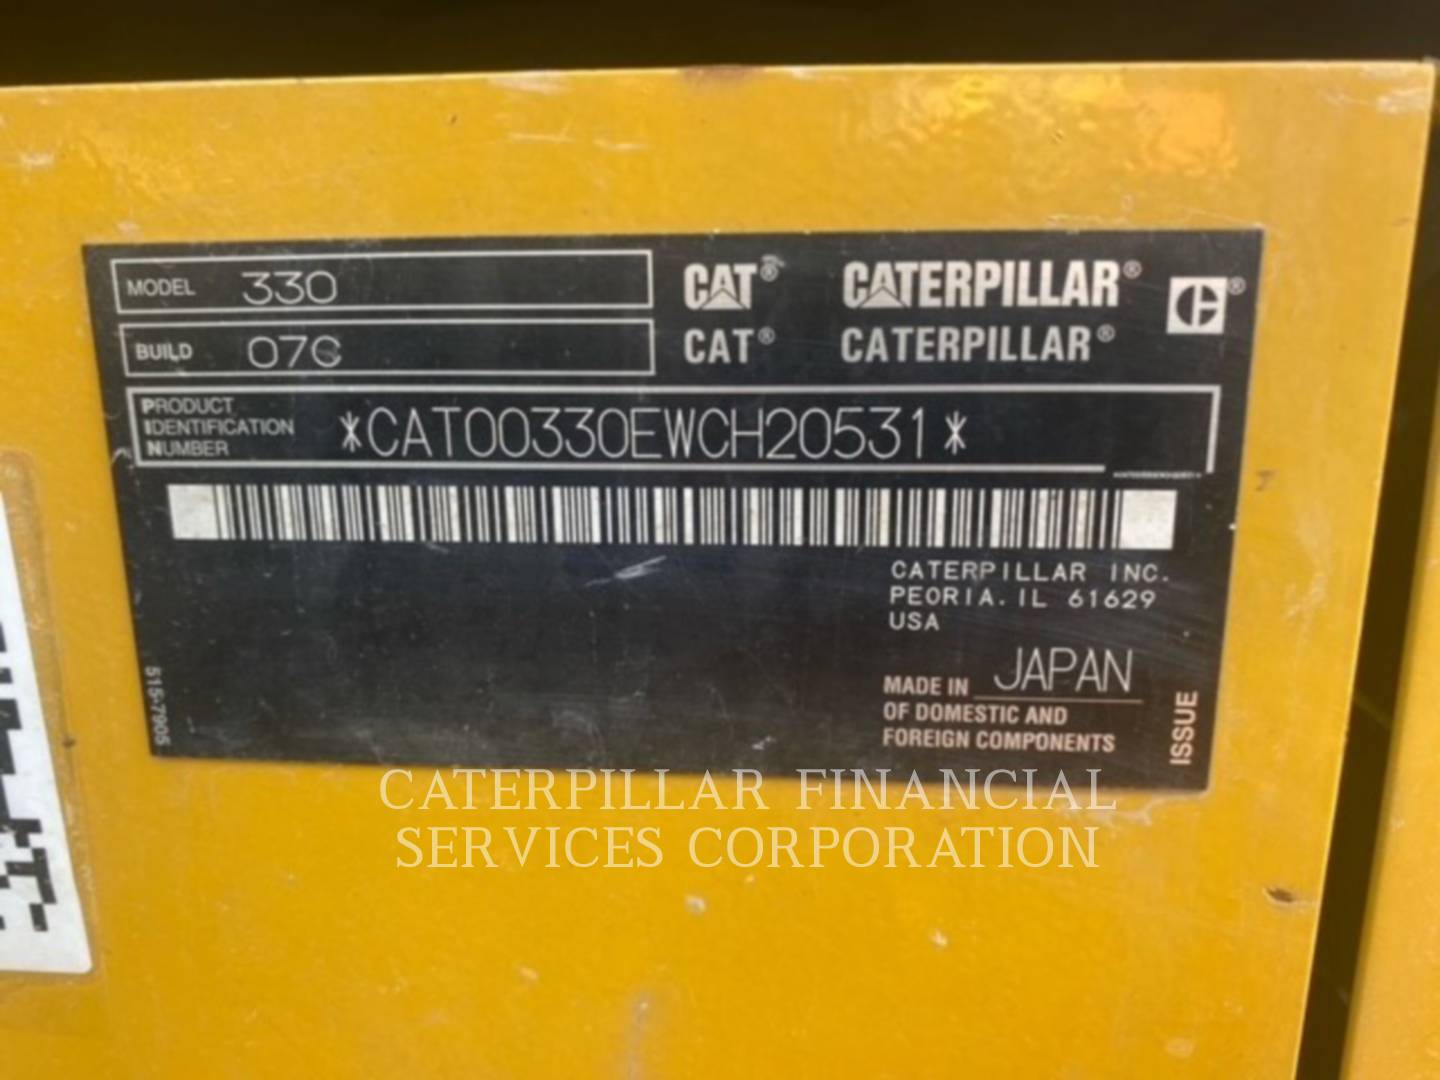 MODEL 330
BUILD 07C
CAT® CATERPILLAR®
CAT® CATERPILLAR®
PRODUCT
IDENTIFICATION
NUMBER
*CAT00330EWCH20531*
CATERPILLAR INC.
PEORIA. IL 61629
USA
MADE IN JAPAN
OF DOMESTIC AND
FOREIGN COMPONENTS
ISSUE
515-7905
CATERPILLAR FINANCIAL
SERVICES CORPORATION